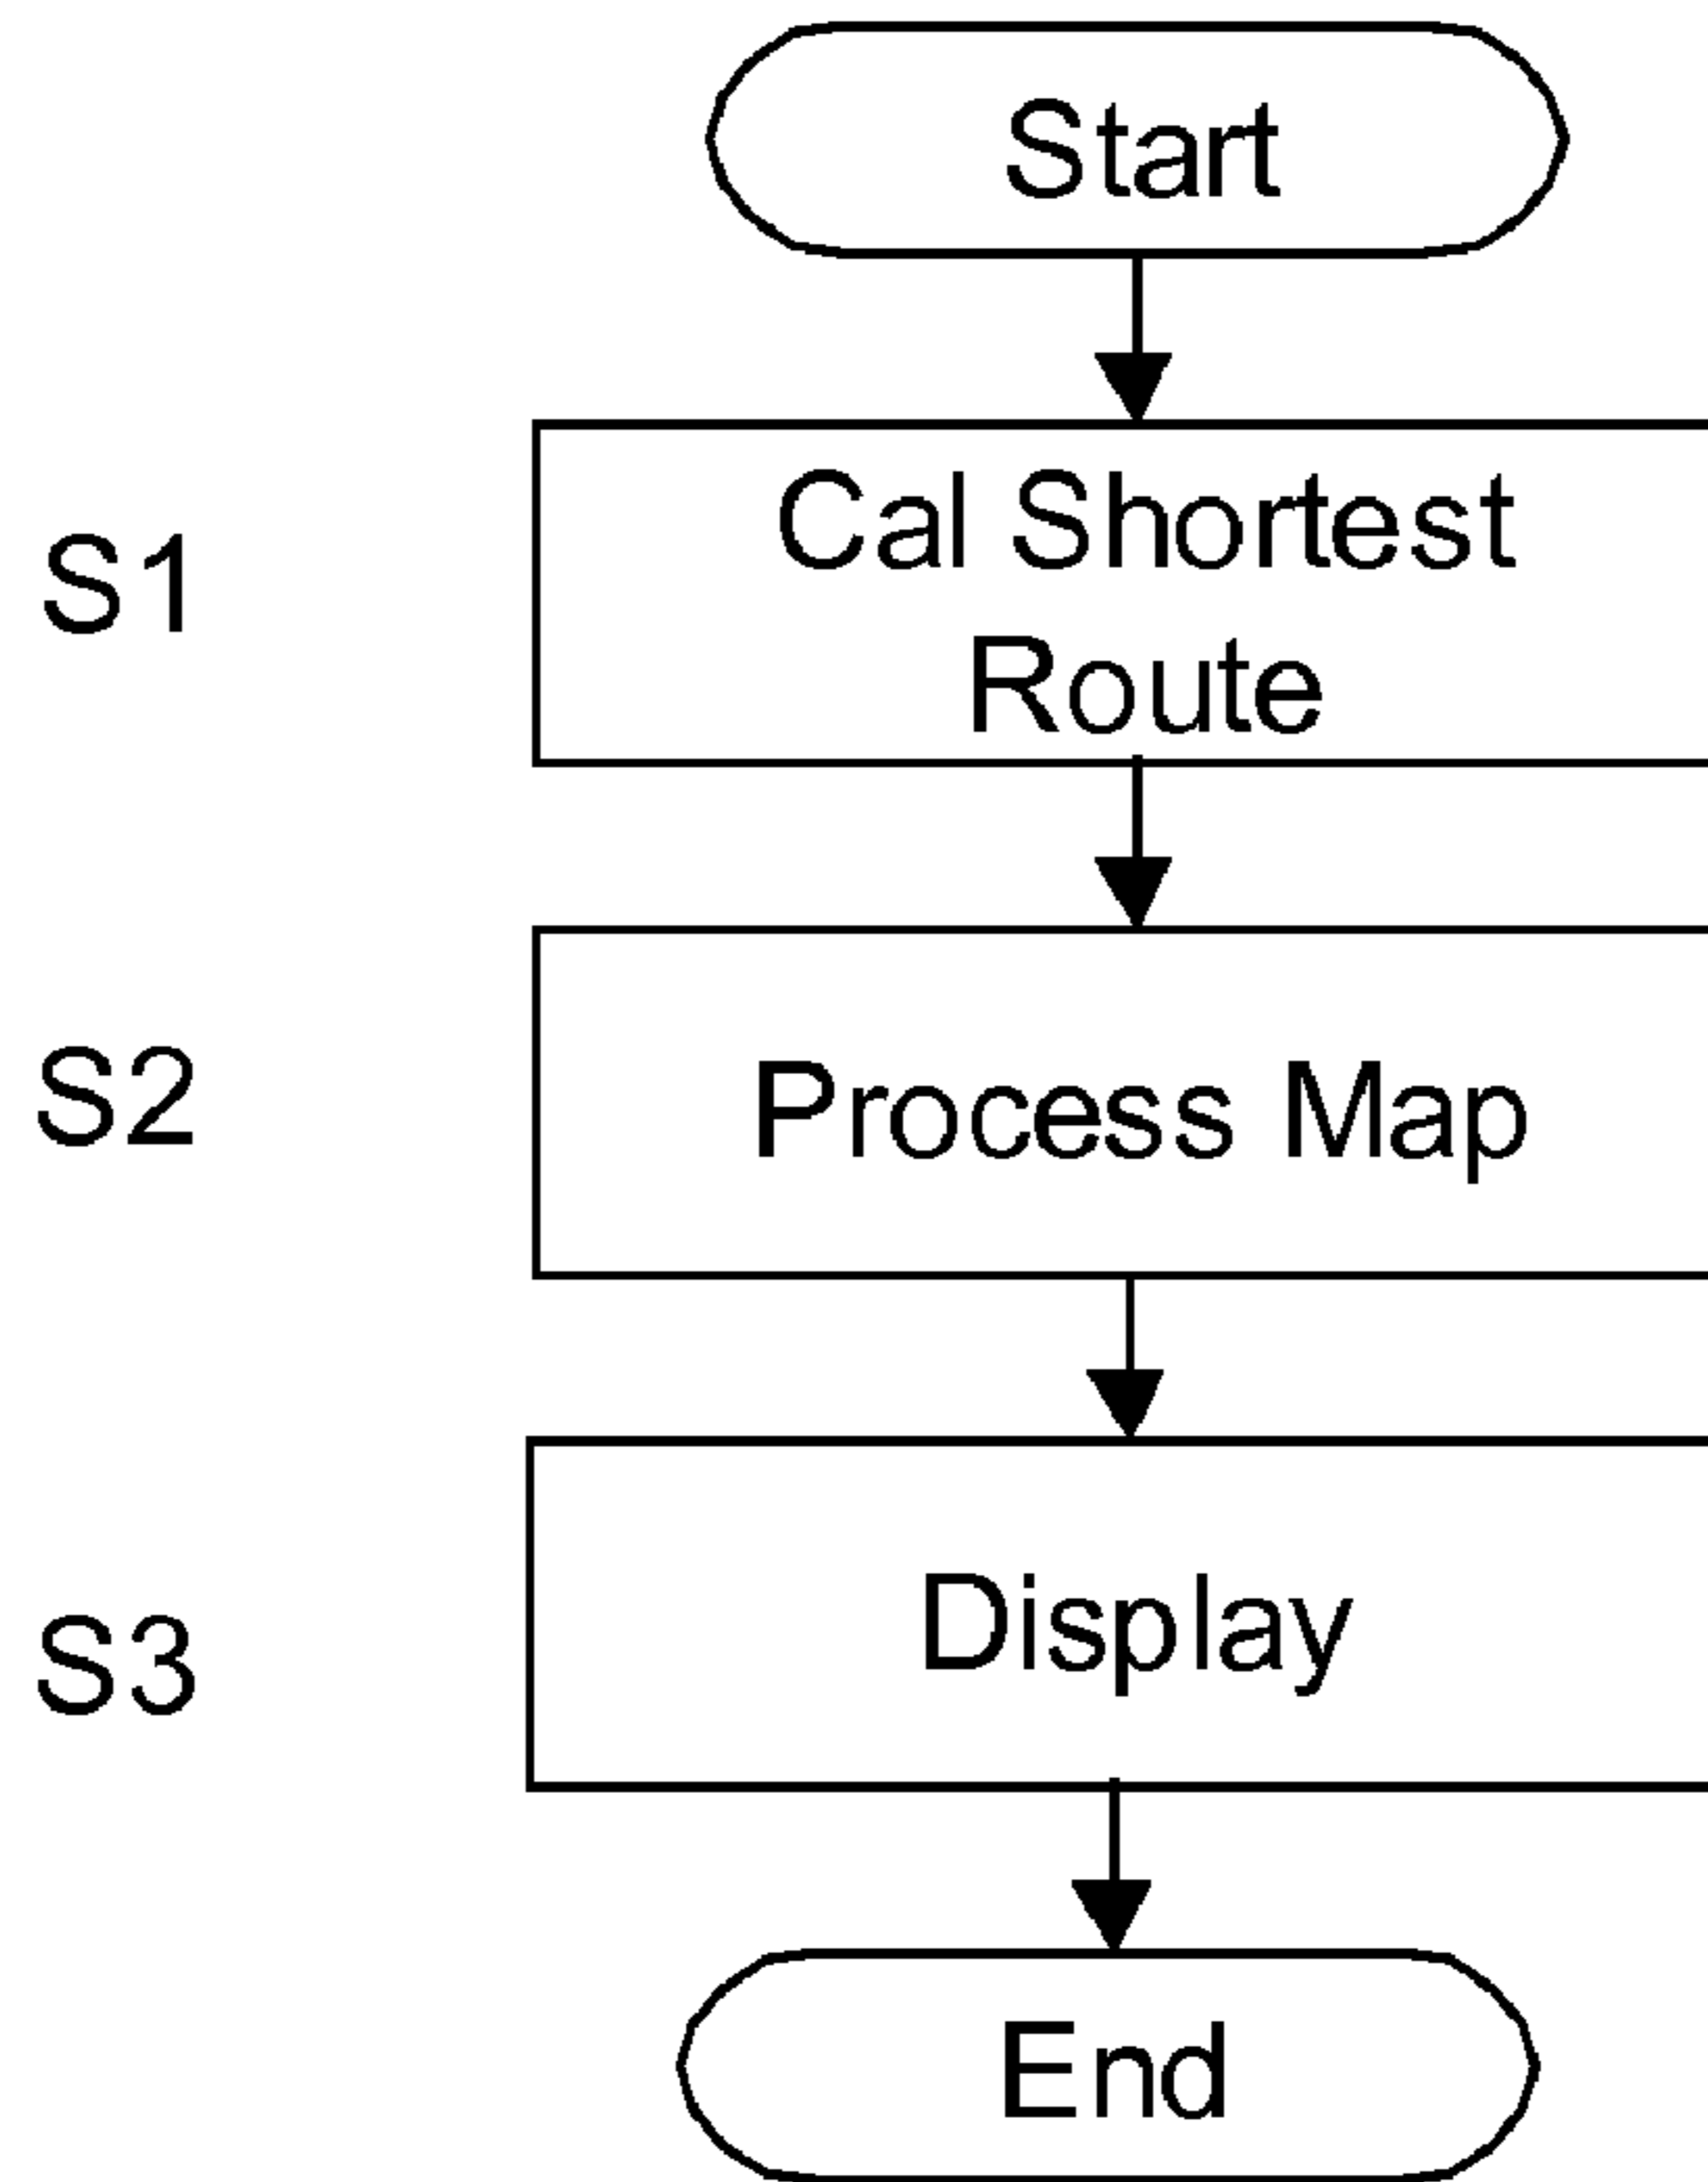 Start
S1
Cal Shortest
Route
S2
Process Map
S3
Display
End